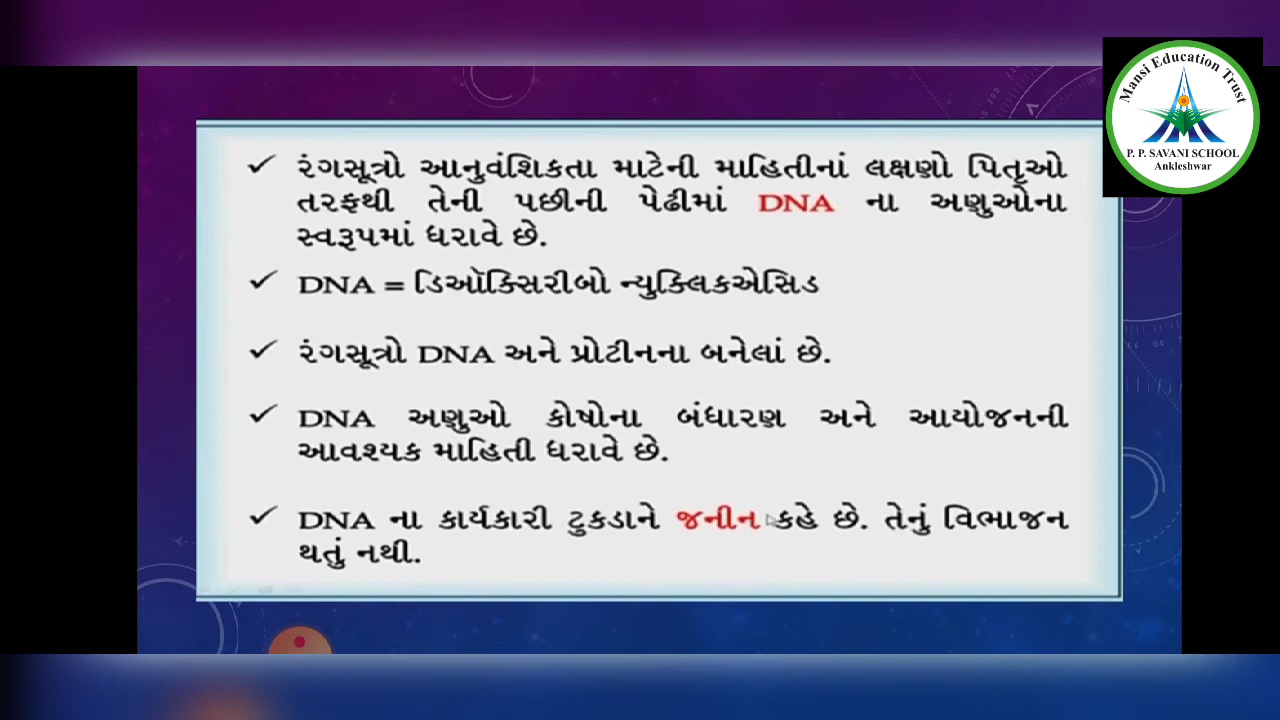 Mansi Education Trust
P. P. SAVANI SCHOOL
Ankleshwar
✓ રંગસૂત્રો આનુવંશિકતા માટેની માહિતીનાં લક્ષણો પિતૃઓ
તરફથી તેની પછીની પેઢીમાં DNA ના અણુઓના
સ્વરૂપમાં ધરાવે છે.
✓ DNA = ડિઑક્સિરીબો ન્યુક્લિકએસિડ
✓ રંગસૂત્રો DNA અને પ્રોટીનના બનેલાં છે.
✓ DNA અણુઓ કોષોના બંધારણ અને આયોજનની
આવશ્યક માહિતી ધરાવે છે.
✓ DNA ના કાર્યકારી ટુકડાને જનીન કહે છે. તેનું વિભાજન
થતું નથી.